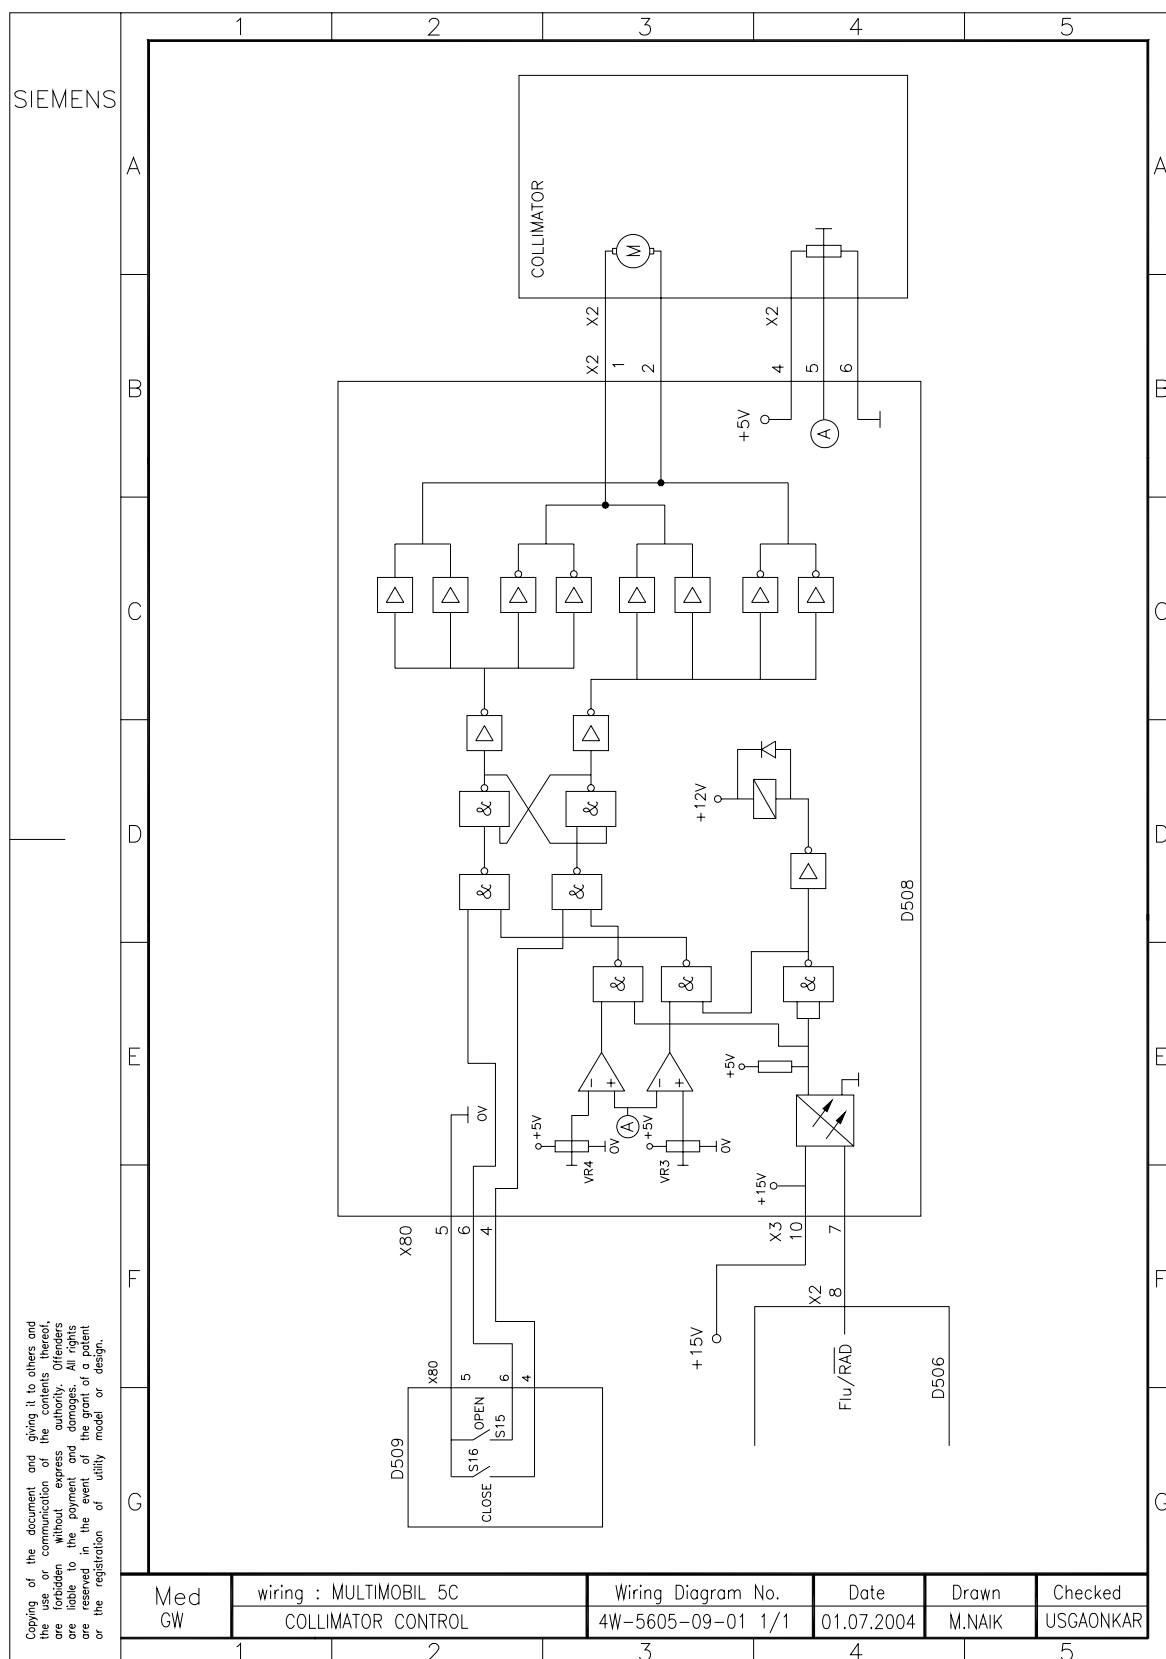 1 2 3 4 5
SIEMENS
A A
COLLIMATOR
M
X2 X2
X2 1 2 4 5 6
B B
+5V
A
C C
& &
+12V
D D
& &
D508
& & &
E E
+5V
- + - +
0V
+5V A +5V
VR4 0V VR3 0V
+15V
X80 5 6 4
X3 10 7
F F
X2 8
+15V
Flu/RAD
D506
X80 5 6 4
D509
OPEN
S15
S16
CLOSE
G G
Copying of the document and giving it to others and
the use or communication of the contents thereof,
are forbidden without express authority. Offenders
are liable to the payment and damages. All rights
are reserved in the event of the grant of a patent
or the registration of utility model or design.
Med
GW
wiring : MULTIMOBIL 5C
COLLIMATOR CONTROL
Wiring Diagram No.
4W-5605-09-01 1/1
Date
01.07.2004
Drawn
M.NAIK
Checked
USGAONKAR
1 2 3 4 5